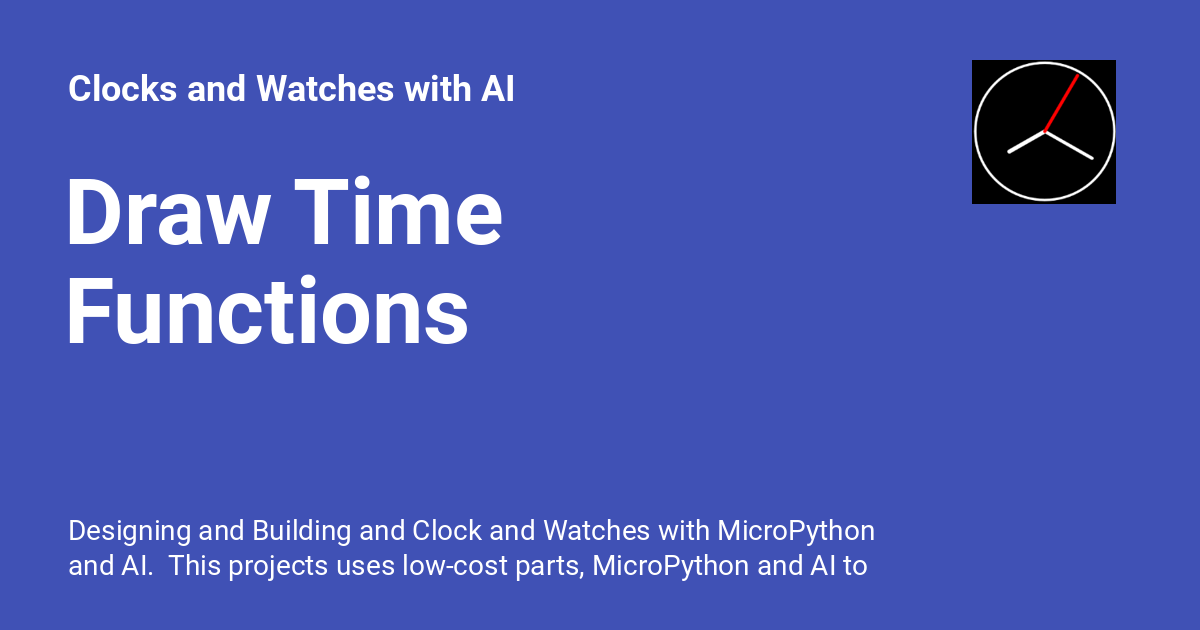 Clocks and Watches with AI
Draw Time
Functions
Designing and Building and Clock and Watches with MicroPython
and AI.  This projects uses low-cost parts, MicroPython and AI to